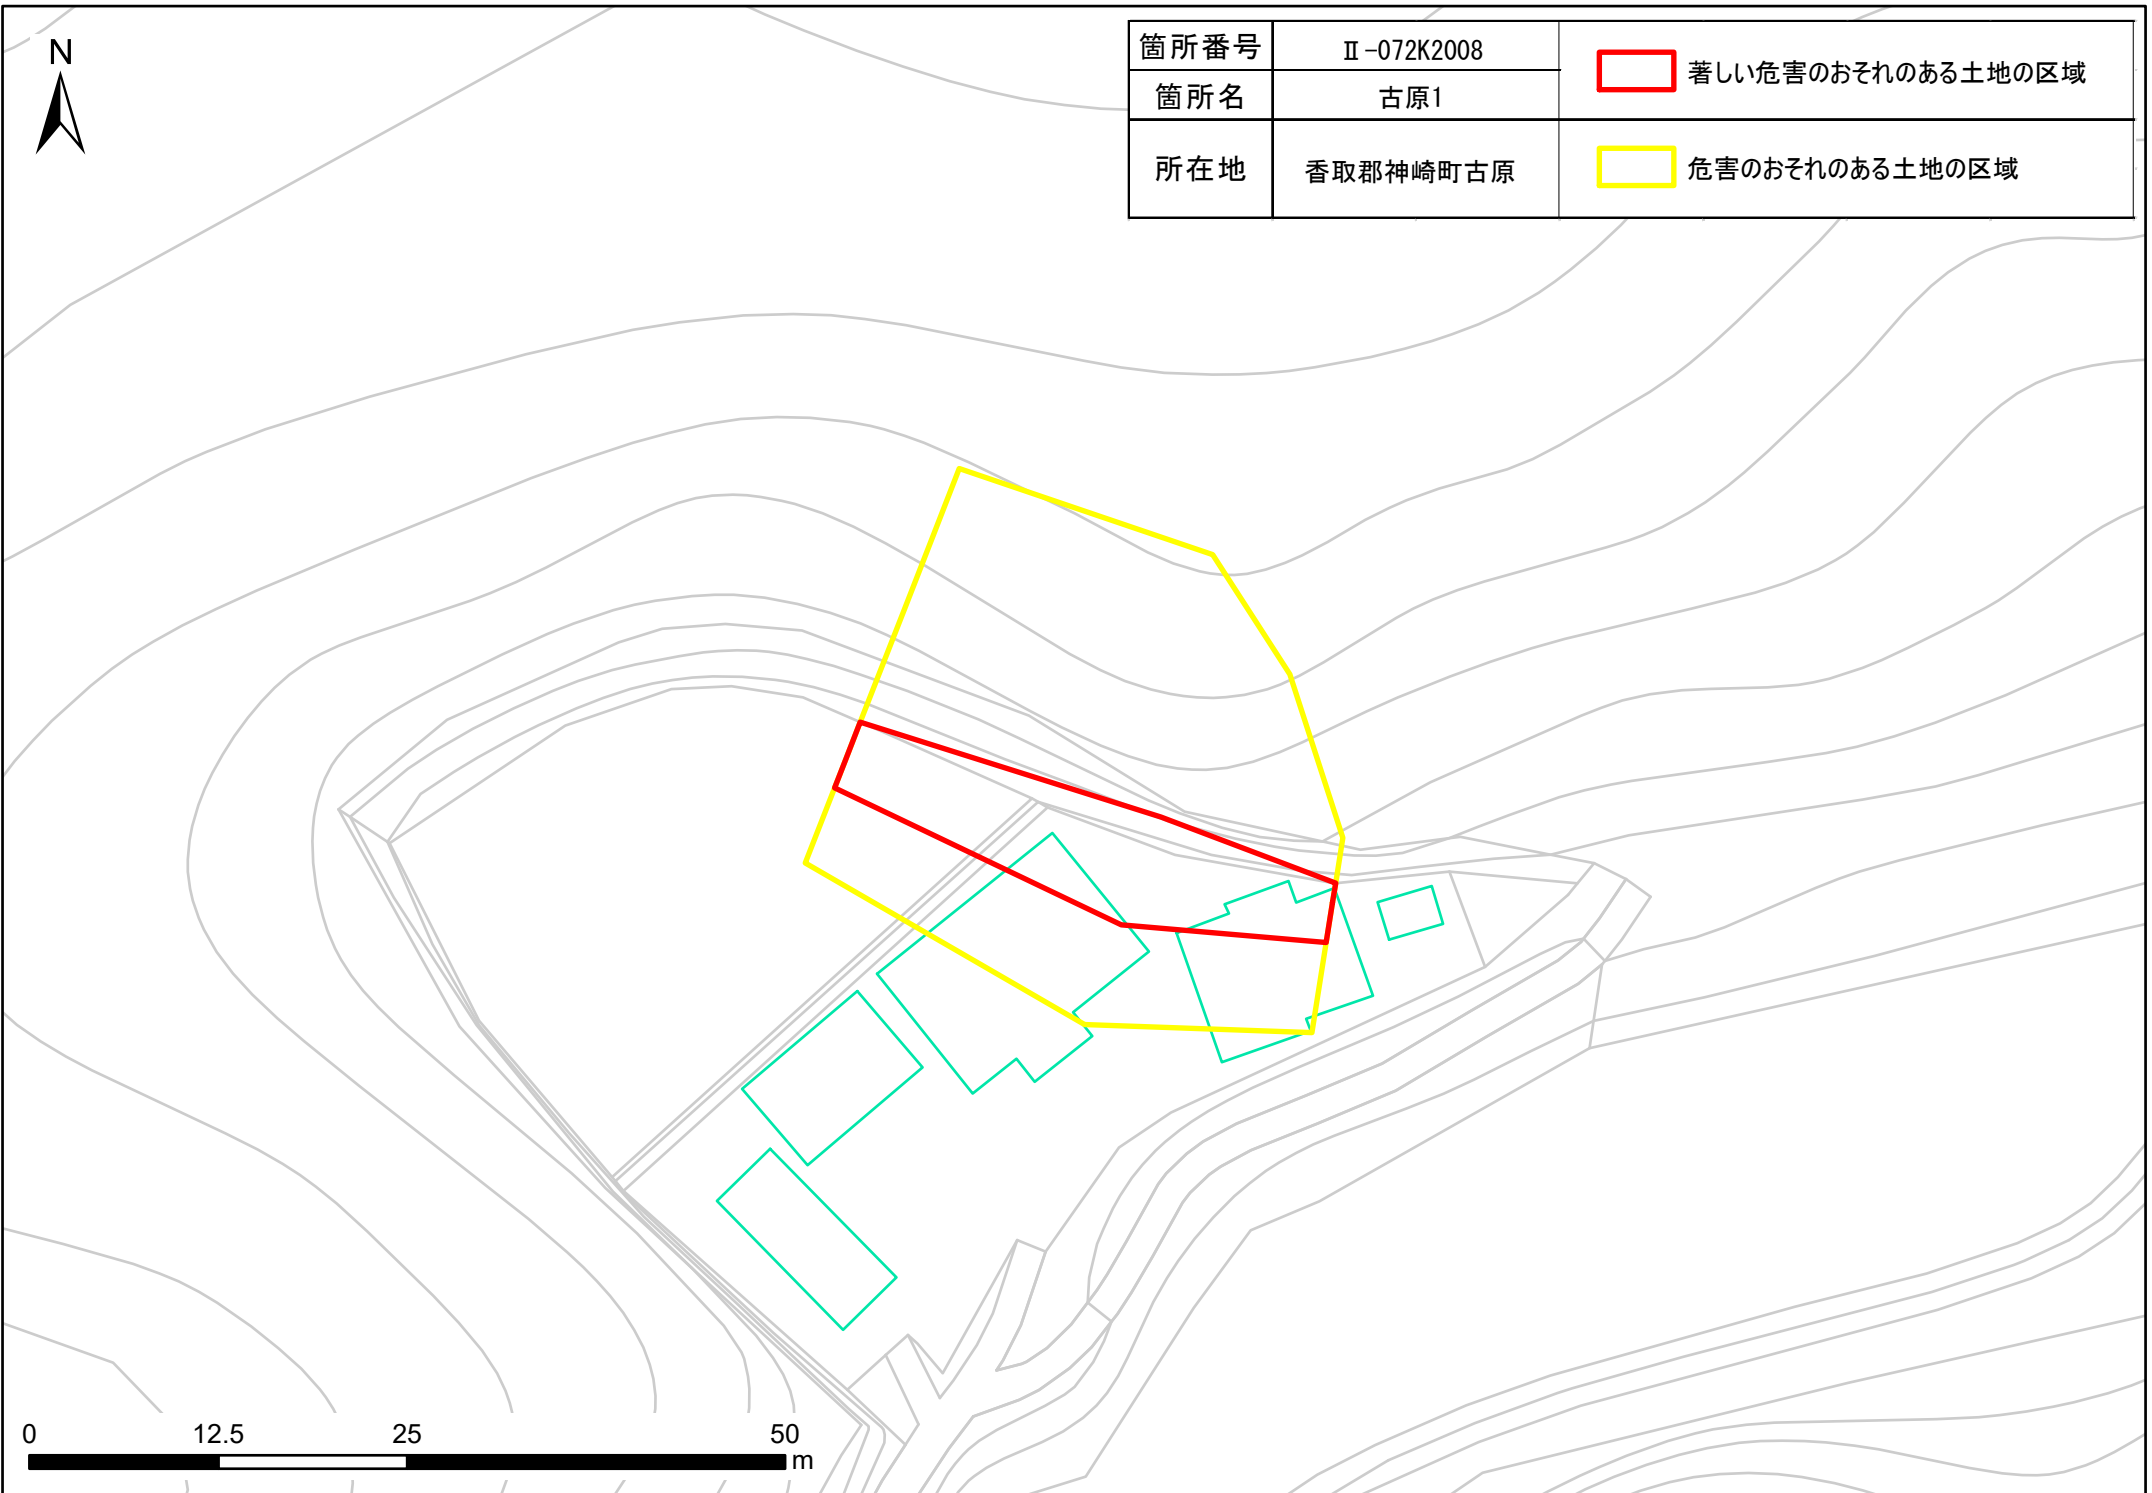 N
箇所番号 Ⅱ-072K2008
箇所名 古原1
所在地 香取郡神崎町古原
著しい危害のおそれのある土地の区域
危害のおそれのある土地の区域
0 12.5 25 50
m